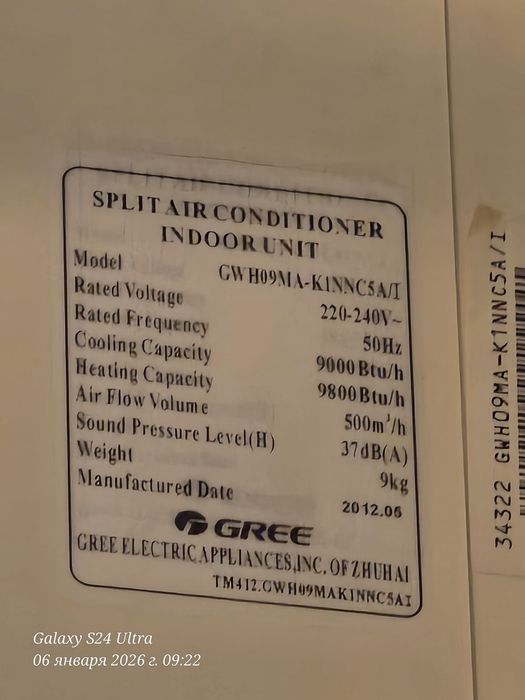 SPLIT AIR CONDITIONER
INDOOR UNIT
Model GWH09MA-K1NNC5A/I
Rated Voltage 220-240V~
Rated Frequency 50Hz
Cooling Capacity 9000Btu/h
Heating Capacity 9800Btu/h
Air Flow Volume 500m³/h
Sound Pressure Level(H) 37dB(A)
Weight 9kg
Manufactured Date 2012.06
GREE
GREE ELECTRIC APPLIANCES,INC. OF ZHUHAI
TM412.GWH09MAK1NNC5AI
34322 GWH09MA-K1NNC5A/I
Galaxy S24 Ultra
06 января 2026 г. 09:22